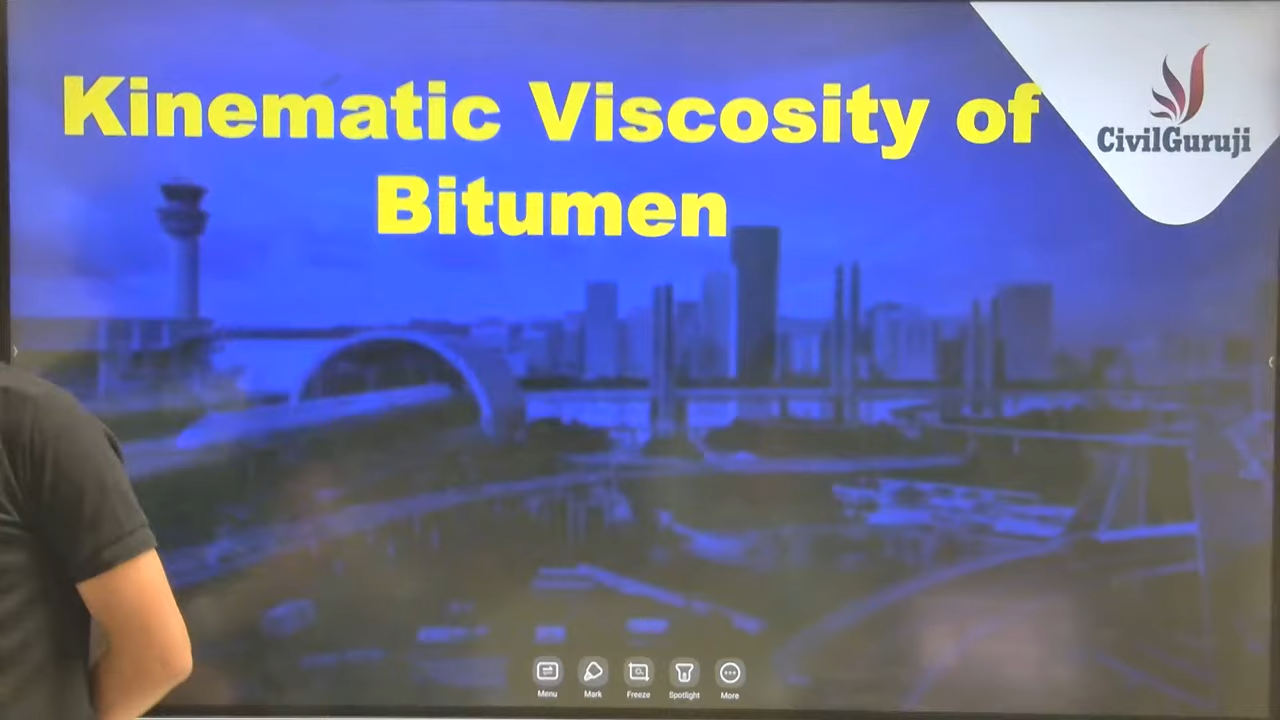 Kinematic Viscosity of
Bitumen
CivilGuruji
Menu
Mark
Freeze
Spotlight
More